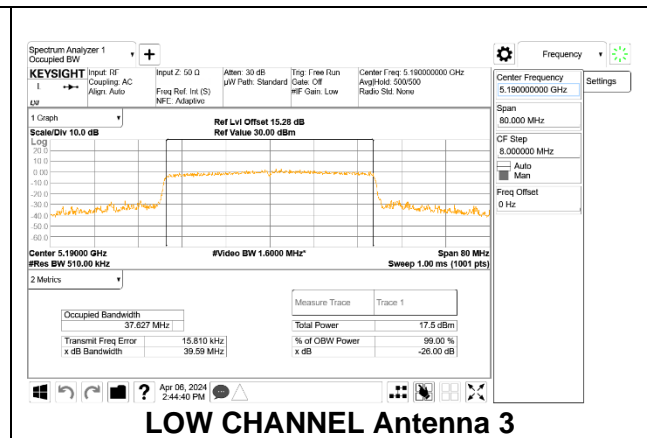 Spectrum Analyzer 1
Occupied BW
KEYSIGHT
Input: RF
Coupling: AC
Align: Auto
Input Z: 50 Ω
Freq Ref: Int (S)
NFE: Adaptive
Atten: 30 dB
µW Path: Standard
Trig: Free Run
Gate: Off
#IF Gain: Low
Center Freq: 5.190000000 GHz
Avg|Hold: 500/500
Radio Std: None
1 Graph
Scale/Div 10.0 dB
Ref Lvl Offset 15.28 dB
Ref Value 30.00 dBm
Log
20.0
10.0
0.00
-10.0
-20.0
-30.0
-40.0
-50.0
-60.0
Center 5.19000 GHz
#Video BW 1.6000 MHz*
Span 80 MHz
#Res BW 510.00 kHz
Sweep 1.00 ms (1001 pts)
2 Metrics
Measure Trace Trace 1
Occupied Bandwidth
37.627 MHz
Total Power 17.5 dBm
Transmit Freq Error 15.810 kHz
% of OBW Power 99.00 %
x dB Bandwidth 39.59 MHz
x dB -26.00 dB
Apr 06, 2024
2:44:40 PM
Frequency
Settings
Center Frequency
5.190000000 GHz
Span
80.000 MHz
CF Step
8.000000 MHz
Auto
Man
Freq Offset
0 Hz
LOW CHANNEL Antenna 3